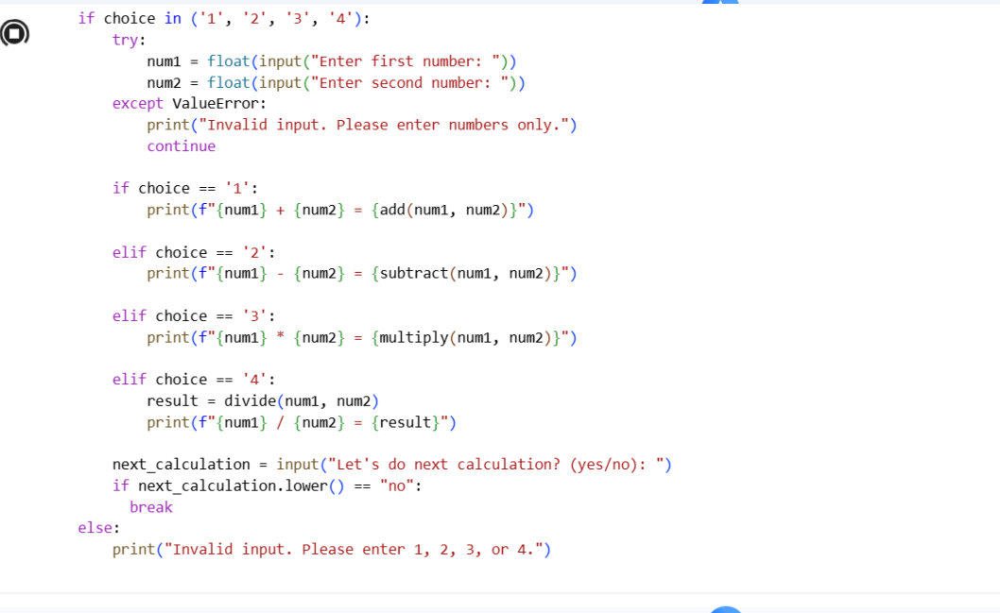 if choice in ('1', '2', '3', '4'):
try:
num1 = float(input("Enter first number: "))
num2 = float(input("Enter second number: "))
except ValueError:
print("Invalid input. Please enter numbers only.")
continue
if choice == '1':
print(f"{num1} + {num2} = {add(num1, num2)}")
elif choice == '2':
print(f"{num1} - {num2} = {subtract(num1, num2)}")
elif choice == '3':
print(f"{num1} * {num2} = {multiply(num1, num2)}")
elif choice == '4':
result = divide(num1, num2)
print(f"{num1} / {num2} = {result}")
next_calculation = input("Let's do next calculation? (yes/no): ")
if next_calculation.lower() == "no":
break
else:
print("Invalid input. Please enter 1, 2, 3, or 4.")